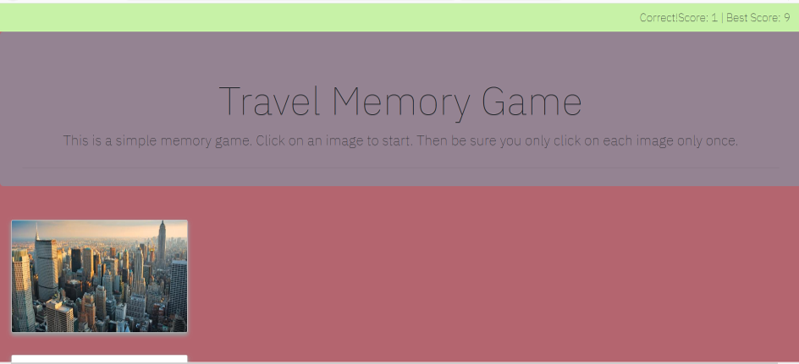 Correct!Score: 1 | Best Score: 9
Travel Memory Game
This is a simple memory game. Click on an image to start. Then be sure you only click on each image only once.